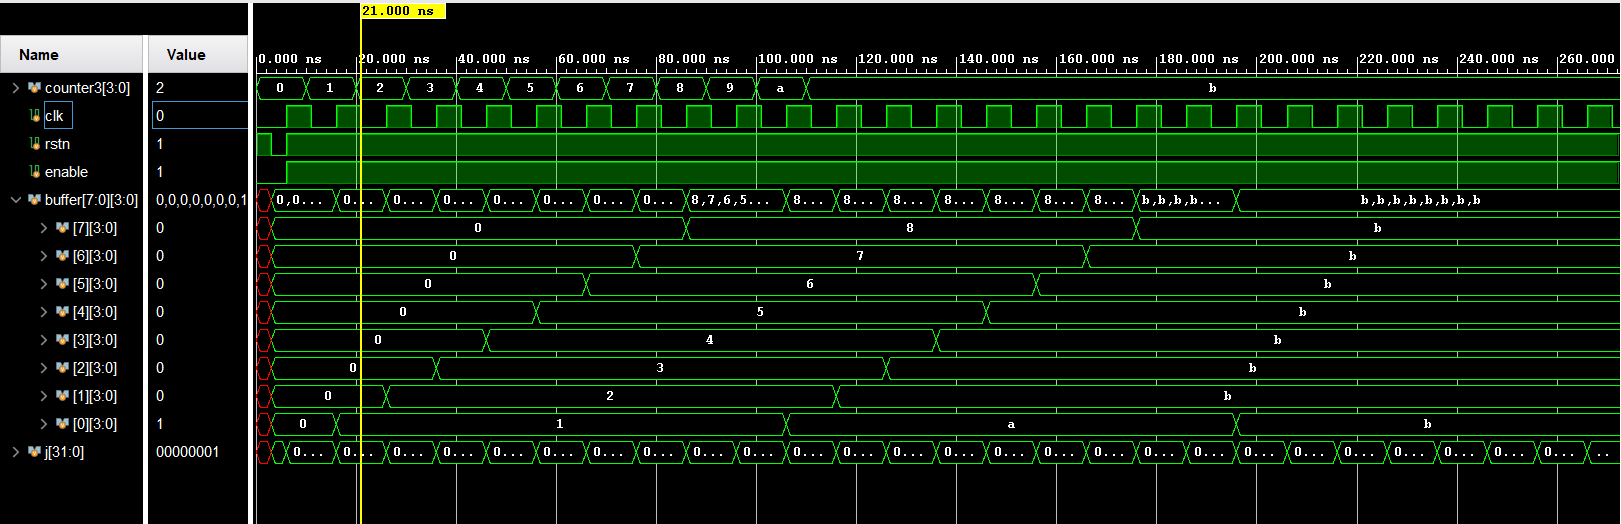 21.000 ns
Name Value
0.000 ns 20.000 ns 40.000 ns 60.000 ns 80.000 ns 100.000 ns 120.000 ns 140.000 ns 160.000 ns 180.000 ns 200.000 ns 220.000 ns 240.000 ns 260.000
counter3[3:0] 2 0 1 2 3 4 5 6 7 8 9 a b
clk 0
rstn 1
enable 1
buffer[7:0][3:0] 0,0,0,0,0,0,0,1 0,0... 0... 0... 0... 0... 0... 0... 0... 8,7,6,5... 8... 8... 8... 8... 8... 8... 8... b,b,b,b... b,b,b,b,b,b,b,b
[7][3:0] 0 0 8 b
[6][3:0] 0 0 7 b
[5][3:0] 0 0 6 b
[4][3:0] 0 0 5 b
[3][3:0] 0 0 4 b
[2][3:0] 0 0 3 b
[1][3:0] 0 0 2 b
[0][3:0] 1 0 1 a b
j[31:0] 00000001 0... 0... 0... 0... 0... 0... 0... 0... 0... 0... 0... 0... 0... 0... 0... 0... 0... 0... 0... 0... 0... 0... 0... 0... 0... 0... ..